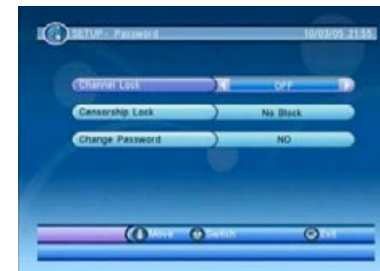 SETUP - Password 10/03/05 21:55
Channel Lock OFF
Censorship Lock No Block
Change Password NO
Move Switch Exit